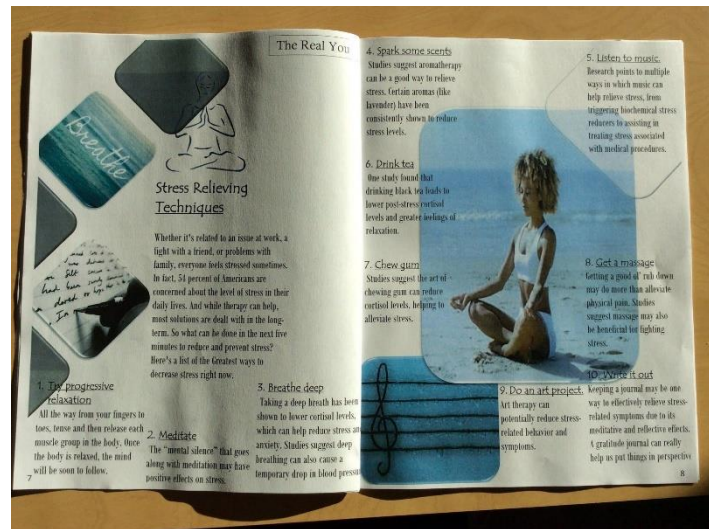 The Real You
Breathe
Stress Relieving
Techniques
Whether it's related to an issue at work, a
fight with a friend, or problems with
family, everyone feels stressed sometimes.
In fact, 54 percent of Americans are
concerned about the level of stress in their
daily lives. And while therapy can help,
most solutions are dealt with in the long-
term. So what can be done in the next five
minutes to reduce and prevent stress?
Here's a list of the Greatest ways to
decrease stress right now.
1. Try progressive
relaxation
All the way from your fingers to
toes, tense and then release each
muscle group in the body. Once
the body is relaxed, the mind
will be soon to follow.
7
2. Meditate
The "mental silence" that goes
along with meditation may have
positive effects on stress.
3. Breathe deep
Taking a deep breath has been
shown to lower cortisol levels,
which can help reduce stress an
anxiety. Studies suggest deep
breathing can also cause a
temporary drop in blood pressu
4. Spark some scents
Studies suggest aromatherapy
can be a good way to relieve
stress. Certain aromas (like
lavender) have been
consistently shown to reduce
stress levels.
5. Listen to music.
Research points to multiple
ways in which music can
help relieve stress, from
triggering biochemical stress
reducers to assisting in
treating stress associated
with medical procedures.
6. Drink tea
One study found that
drinking black tea leads to
lower post-stress cortisol
levels and greater feelings of
relaxation.
7. Chew gum
Studies suggest the act of
chewing gum can reduce
cortisol levels, helping to
alleviate stress.
8. Get a massage
Getting a good ol' rub down
may do more than alleviate
physical pain. Studies
suggest massage may also
be beneficial for fighting
stress.
9. Do an art project.
Art therapy can
potentially reduce stress-
related behavior and
symptoms.
10. Write it out
Keeping a journal may be one
way to effectively relieve stress-
related symptoms due to its
meditative and reflective effects.
A gratitude journal can really
help us put things in perspective
8